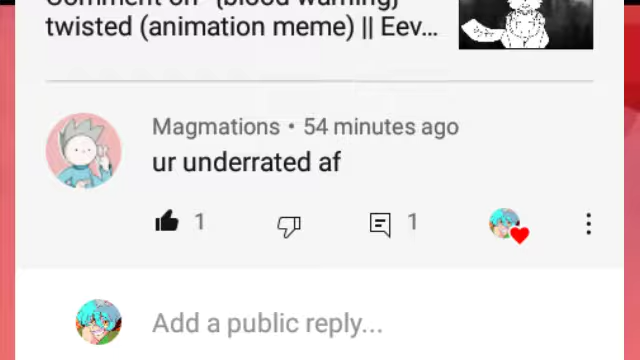 Comment on "(blood warning)
twisted (animation meme) || Eev...
Magmations • 54 minutes ago
ur underrated af
1
1
Add a public reply...